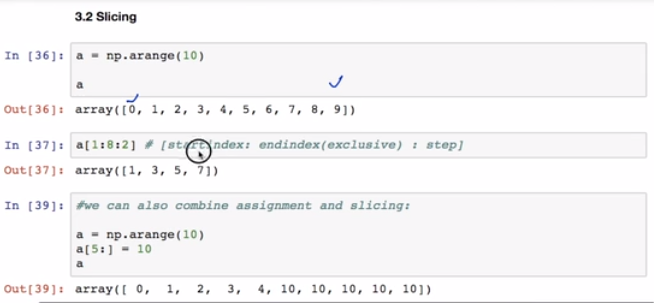 3.2 Slicing
In [36]: a = np.arange(10)
a
Out[36]: array([0, 1, 2, 3, 4, 5, 6, 7, 8, 9])
In [37]: a[1:8:2] # [startindex: endindex(exclusive) : step]
Out[37]: array([1, 3, 5, 7])
In [39]: #we can also combine assignment and slicing:
a = np.arange(10)
a[5:] = 10
a
Out[39]: array([ 0, 1, 2, 3, 4, 10, 10, 10, 10, 10])